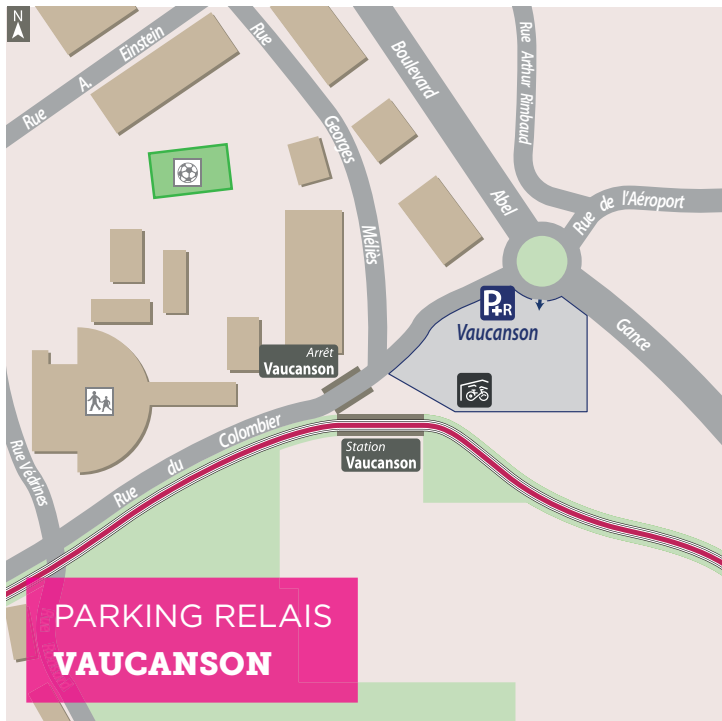 N
Rue A. Einstein
Rue Georges Méliès
Boulevard Abel Gance
Rue Arthur Rimbaud
Rue de l'Aéroport
P+R
Vaucanson
Arrêt
Vaucanson
Rue du Colombier
Station
Vaucanson
Rue Védrines
PARKING RELAIS
VAUCANSON